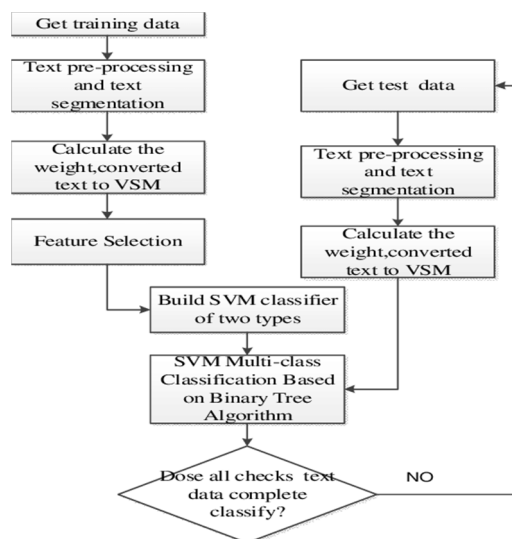 Get training data
Text pre-processing
and text
segmentation
Calculate the
weight,converted
text to VSM
Feature Selection
Get test data
Text pre-processing
and text
segmentation
Calculate the
weight,converted
text to VSM
Build SVM classifier
of two types
SVM Multi-class
Classification Based
on Binary Tree
Algorithm
Dose all checks text
data complete
classify?
NO